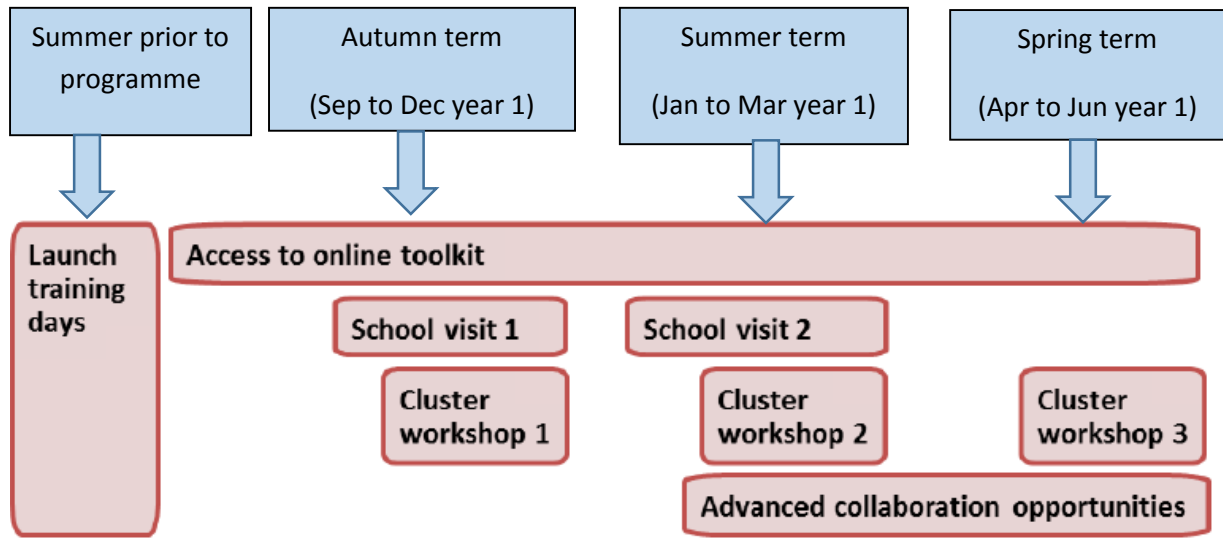 Summer prior to
programme
Autumn term
(Sep to Dec year 1)
Summer term
(Jan to Mar year 1)
Spring term
(Apr to Jun year 1)
Launch
training
days
Access to online toolkit
School visit 1
School visit 2
Cluster
workshop 1
Cluster
workshop 2
Cluster
workshop 3
Advanced collaboration opportunities